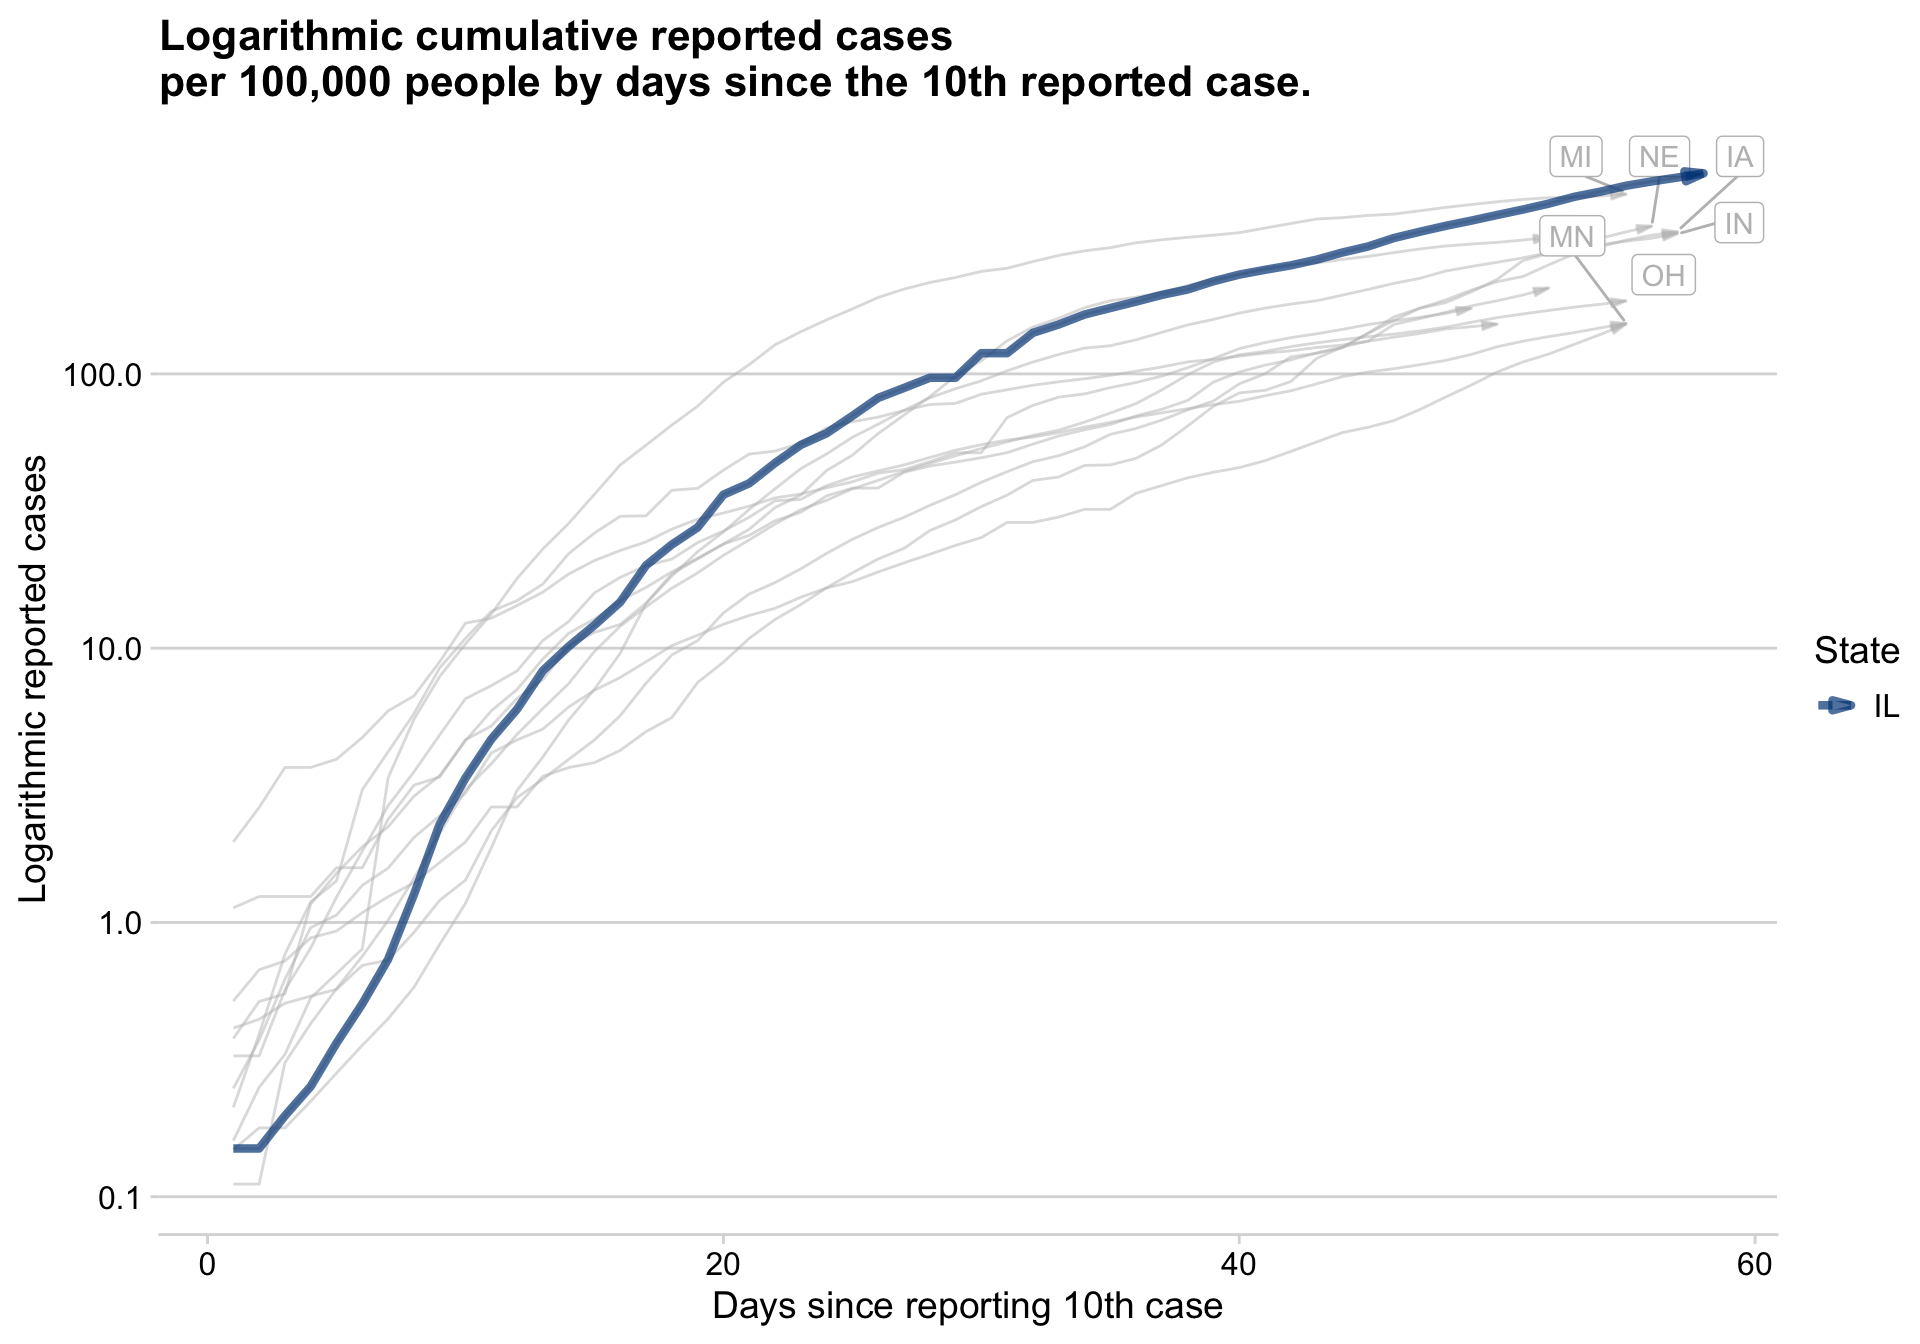 Logarithmic cumulative reported cases
per 100,000 people by days since the 10th reported case.
MI
NE
IA
IN
MN
OH
100.0
10.0
1.0
0.1
Logarithmic reported cases
State
IL
0
20
40
60
Days since reporting 10th case